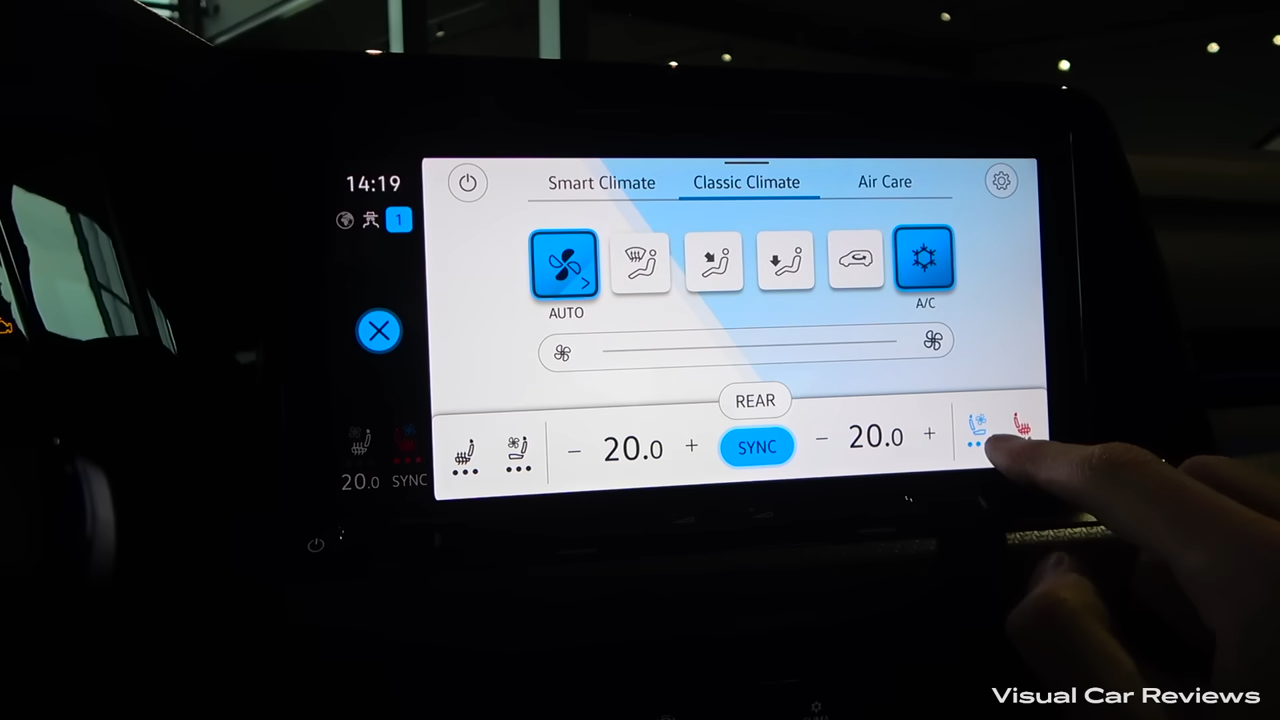 14:19
1
Smart Climate
Classic Climate
Air Care
AUTO
A/C
REAR
20.0
SYNC
20.0
20.0 SYNC
Visual Car Reviews